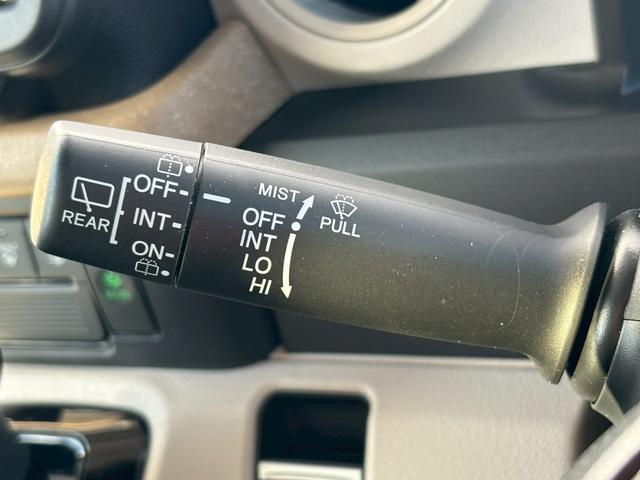 REAR
OFF
INT
ON
MIST
OFF
INT
LO
HI
PULL